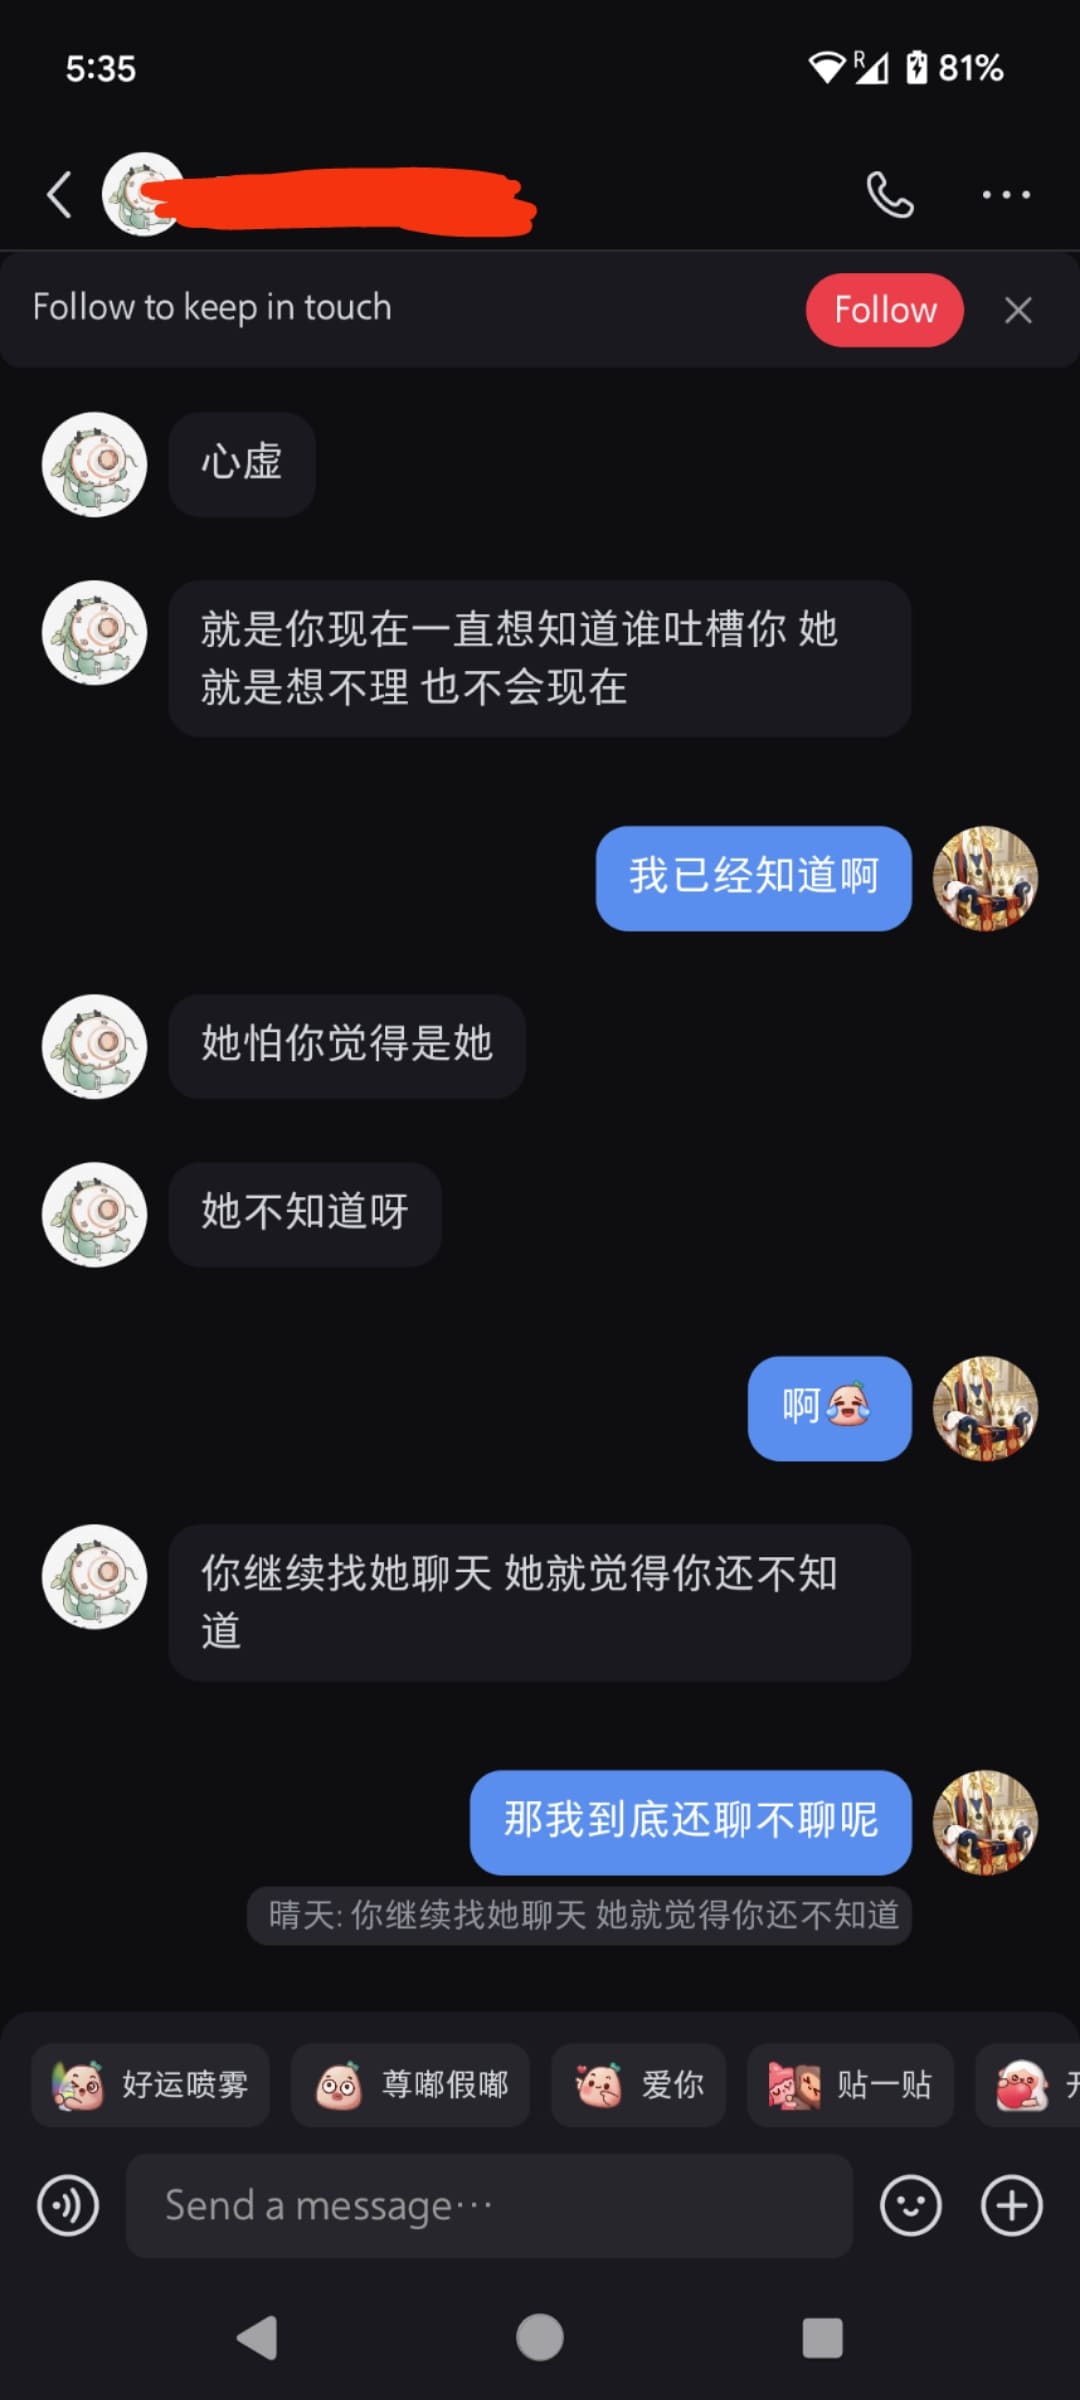 5:35
R
81%
Follow to keep in touch
Follow
心虚
就是你现在一直想知道谁吐槽你 她
就是想不理 也不会现在
我已经知道啊
她怕你觉得是她
她不知道呀
啊
你继续找她聊天 她就觉得你还不知
道
那我到底还聊不聊呢
晴天: 你继续找她聊天 她就觉得你还不知道
好运喷雾
尊嘟假嘟
爱你
贴一贴
Send a message···